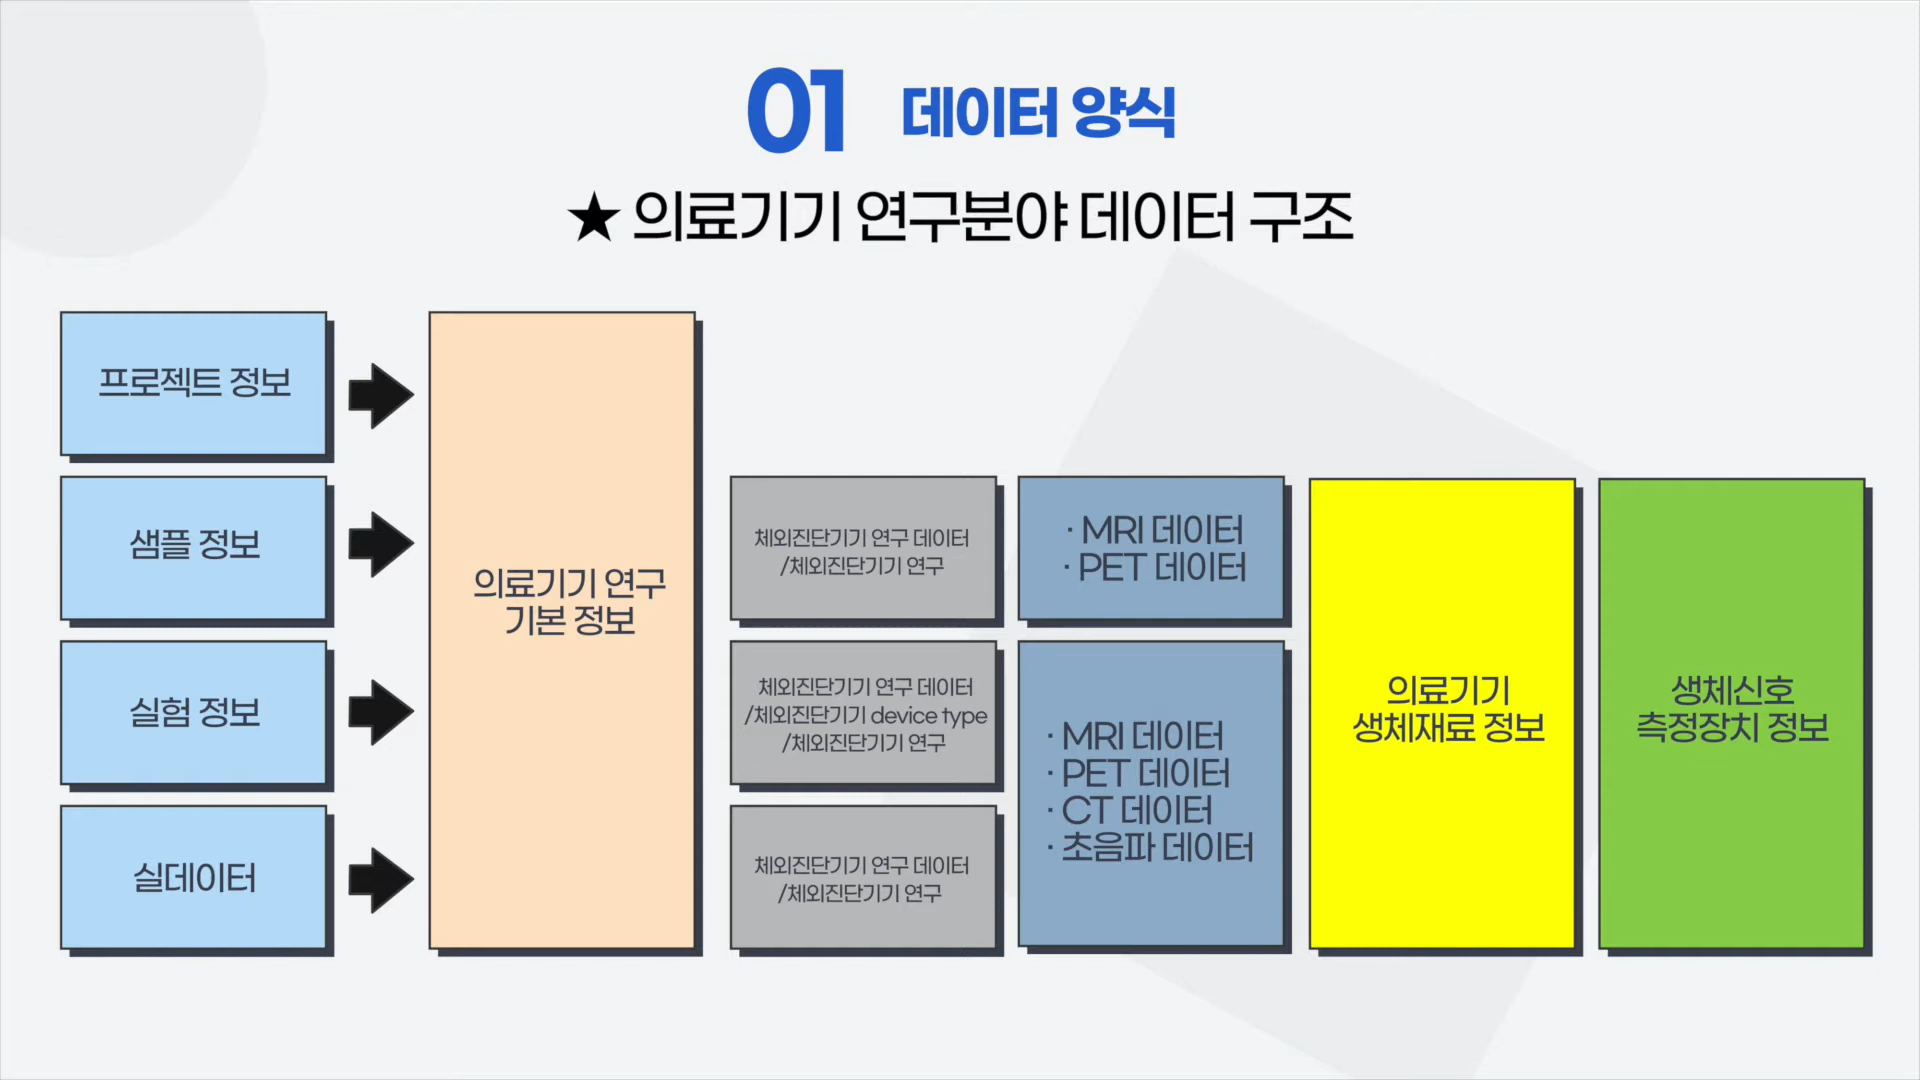 01 데이터 양식
★ 의료기기 연구분야 데이터 구조
프로젝트 정보
샘플 정보
실험 정보
실데이터
의료기기 연구
기본 정보
체외진단기기 연구 데이터
/체외진단기기 연구
체외진단기기 연구 데이터
/체외진단기기 device type
/체외진단기기 연구
체외진단기기 연구 데이터
/체외진단기기 연구
· MRI 데이터
· PET 데이터
· MRI 데이터
· PET 데이터
· CT 데이터
· 초음파 데이터
의료기기
생체재료 정보
생체신호
측정장치 정보